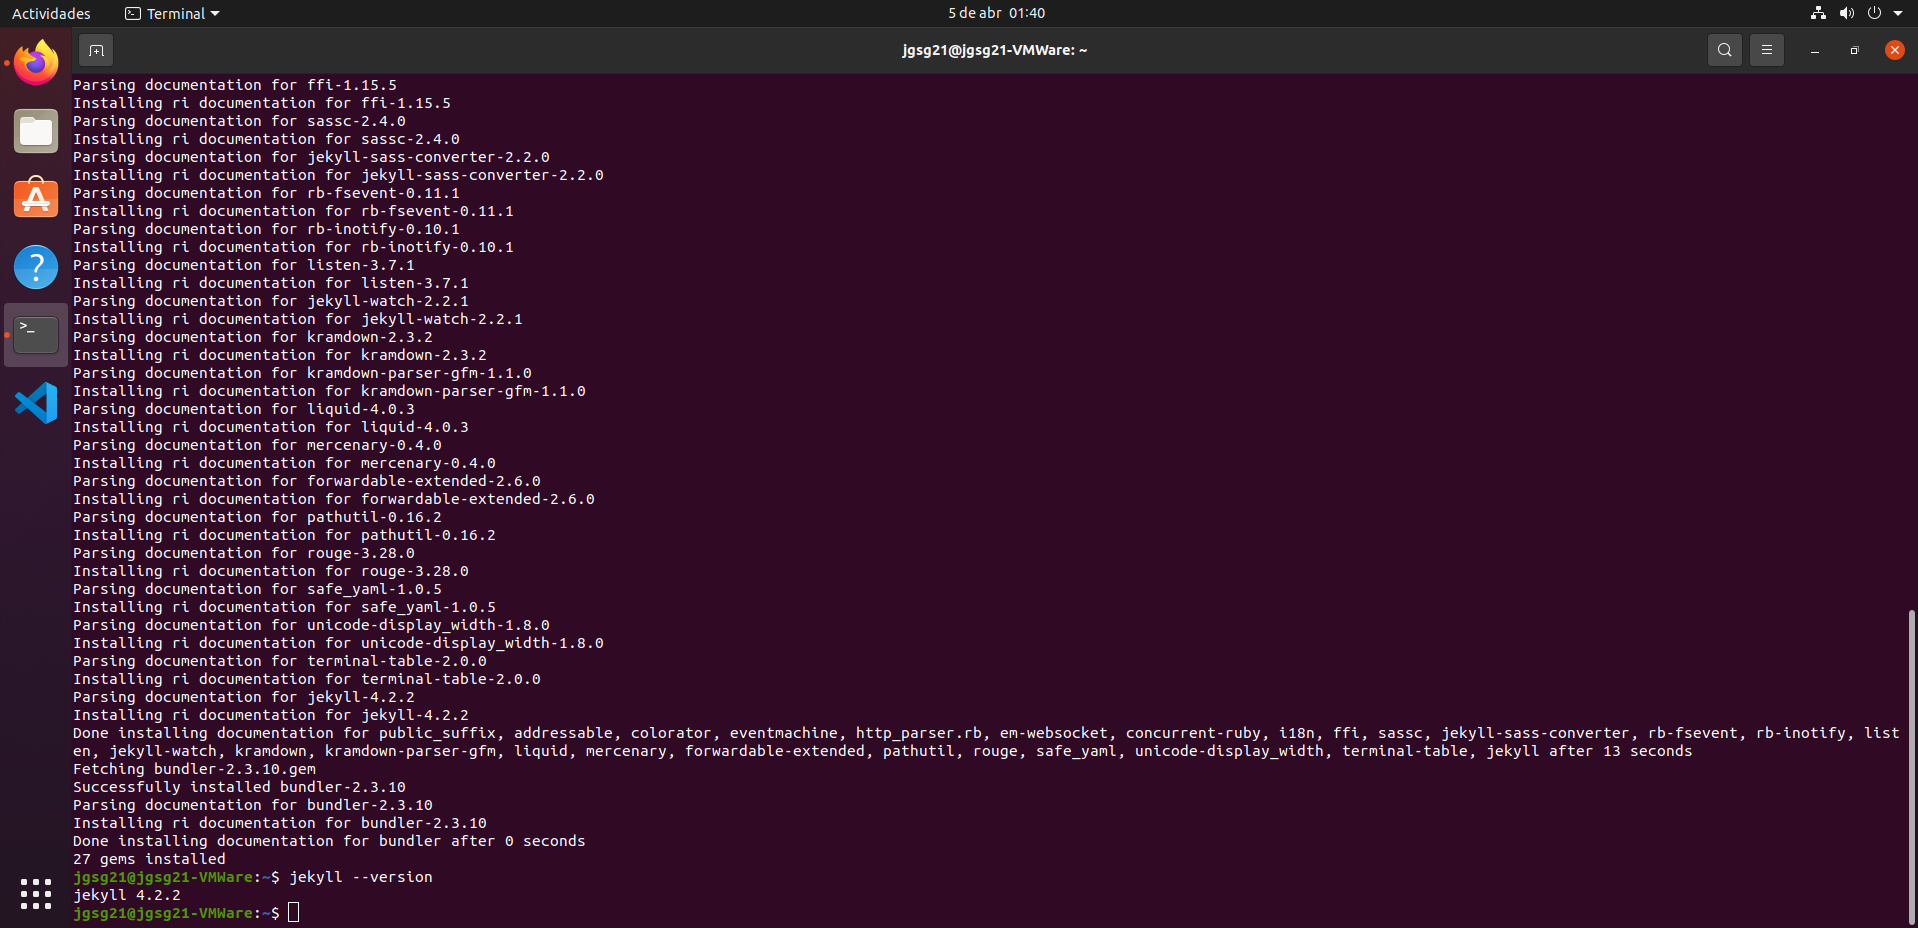 Actividades Terminal 5 de abr 01:40
jgsg21@jgsg21-VMWare: ~
Parsing documentation for ffi-1.15.5
Installing ri documentation for ffi-1.15.5
Parsing documentation for sassc-2.4.0
Installing ri documentation for sassc-2.4.0
Parsing documentation for jekyll-sass-converter-2.2.0
Installing ri documentation for jekyll-sass-converter-2.2.0
Parsing documentation for rb-fsevent-0.11.1
Installing ri documentation for rb-fsevent-0.11.1
Parsing documentation for rb-inotify-0.10.1
Installing ri documentation for rb-inotify-0.10.1
Parsing documentation for listen-3.7.1
Installing ri documentation for listen-3.7.1
Parsing documentation for jekyll-watch-2.2.1
Installing ri documentation for jekyll-watch-2.2.1
Parsing documentation for kramdown-2.3.2
Installing ri documentation for kramdown-2.3.2
Parsing documentation for kramdown-parser-gfm-1.1.0
Installing ri documentation for kramdown-parser-gfm-1.1.0
Parsing documentation for liquid-4.0.3
Installing ri documentation for liquid-4.0.3
Parsing documentation for mercenary-0.4.0
Installing ri documentation for mercenary-0.4.0
Parsing documentation for forwardable-extended-2.6.0
Installing ri documentation for forwardable-extended-2.6.0
Parsing documentation for pathutil-0.16.2
Installing ri documentation for pathutil-0.16.2
Parsing documentation for rouge-3.28.0
Installing ri documentation for rouge-3.28.0
Parsing documentation for safe_yaml-1.0.5
Installing ri documentation for safe_yaml-1.0.5
Parsing documentation for unicode-display_width-1.8.0
Installing ri documentation for unicode-display_width-1.8.0
Parsing documentation for terminal-table-2.0.0
Installing ri documentation for terminal-table-2.0.0
Parsing documentation for jekyll-4.2.2
Installing ri documentation for jekyll-4.2.2
Done installing documentation for public_suffix, addressable, colorator, eventmachine, http_parser.rb, em-websocket, concurrent-ruby, i18n, ffi, sassc, jekyll-sass-converter, rb-fsevent, rb-inotify, list
en, jekyll-watch, kramdown, kramdown-parser-gfm, liquid, mercenary, forwardable-extended, pathutil, rouge, safe_yaml, unicode-display_width, terminal-table, jekyll after 13 seconds
Fetching bundler-2.3.10.gem
Successfully installed bundler-2.3.10
Parsing documentation for bundler-2.3.10
Installing ri documentation for bundler-2.3.10
Done installing documentation for bundler after 0 seconds
27 gems installed
jgsg21@jgsg21-VMWare:~$ jekyll --version
jekyll 4.2.2
jgsg21@jgsg21-VMWare:~$